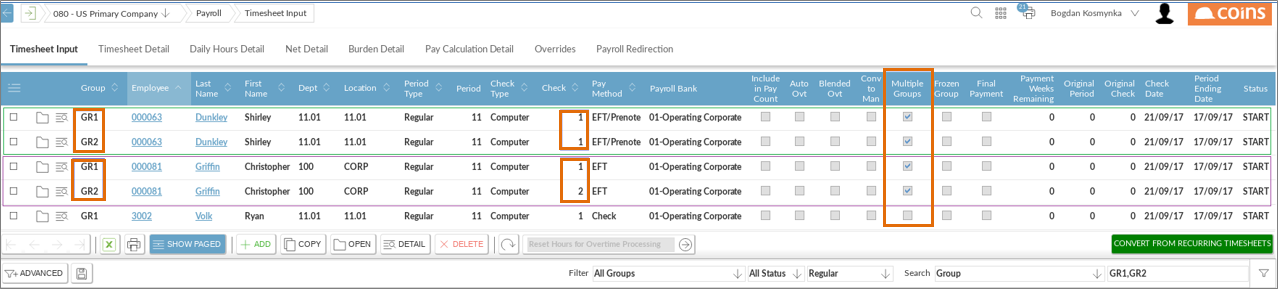 080 - US Primary Company Payroll Timesheet Input 21 Bogdan Kosmynka COINS
Timesheet Input Timesheet Detail Daily Hours Detail Net Detail Burden Detail Pay Calculation Detail Overrides Payroll Redirection
Group Employee Last Name First Name Dept Location Period Type Period Check Type Check Pay Method Payroll Bank Include in Pay Count Auto Ovt Blended Ovt Conv to Man Multiple Groups Frozen Group Final Payment Payment Weeks Remaining Original Period Original Check Check Date Period Ending Date Status
GR1 000063 Dunkley Shirley 11.01 11.01 Regular 11 Computer 1 EFT/Prenote 01-Operating Corporate 0 0 0 21/09/17 17/09/17 START
GR2 000063 Dunkley Shirley 11.01 11.01 Regular 11 Computer 1 EFT/Prenote 01-Operating Corporate 0 0 0 21/09/17 17/09/17 START
GR1 000081 Griffin Christopher 100 CORP Regular 11 Computer 1 EFT 01-Operating Corporate 0 0 0 21/09/17 17/09/17 START
GR2 000081 Griffin Christopher 100 CORP Regular 11 Computer 2 EFT 01-Operating Corporate 0 0 0 21/09/17 17/09/17 START
GR1 3002 Volk Ryan 11.01 11.01 Regular 11 Computer 1 Check 01-Operating Corporate 0 0 0 21/09/17 17/09/17 START
SHOW PAGED ADD COPY OPEN DETAIL DELETE Reset Hours for Overtime Processing CONVERT FROM RECURRING TIMESHEETS
ADVANCED Filter All Groups All Status Regular Search Group GR1,GR2